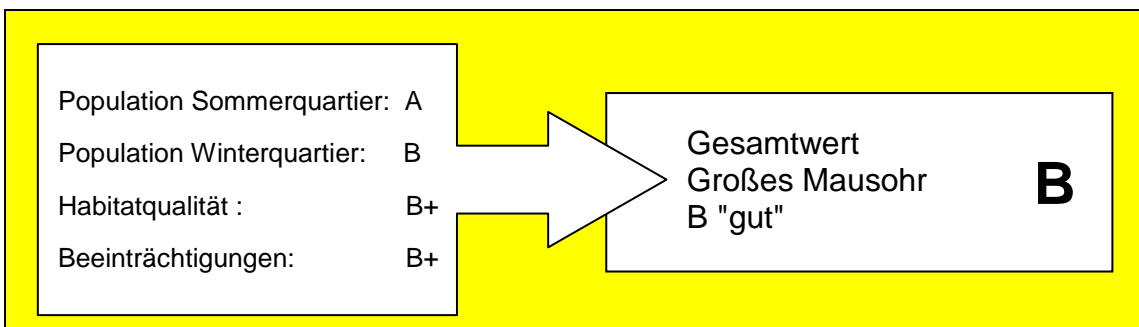 Population Sommerquartier: A
Population Winterquartier: B
Habitatqualität : B+
Beeinträchtigungen: B+
Gesamtwert
Großes Mausohr
B "gut"
B